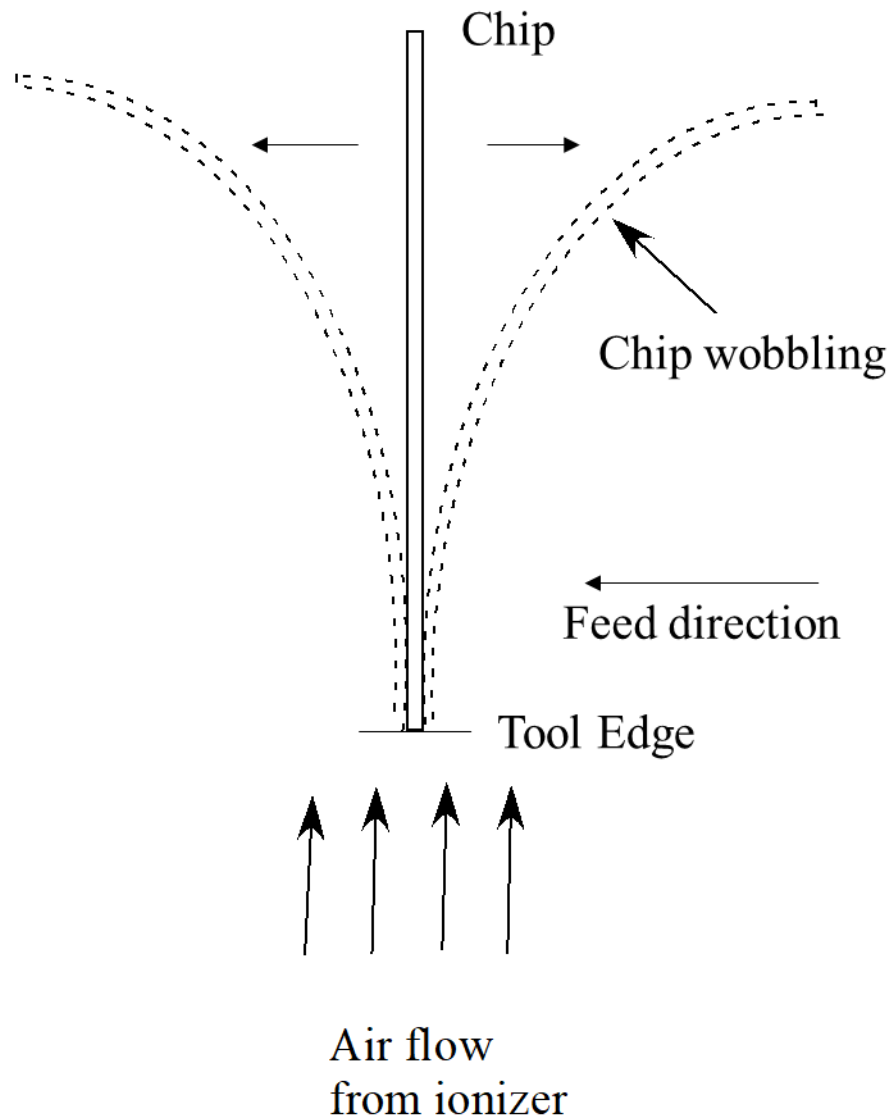 Chip
Chip wobbling
Feed direction
Tool Edge
Air flow
from ionizer